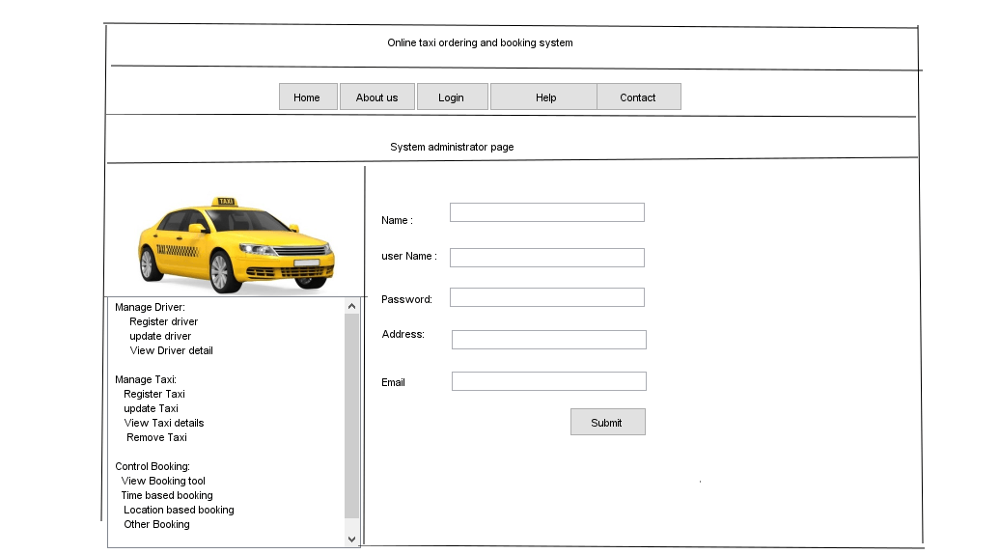 Online taxi ordering and booking system
Home About us Login Help Contact
System administrator page
TAXI
TAXI
Manage Driver:
Register driver
update driver
View Driver detail
Manage Taxi:
Register Taxi
update Taxi
View Taxi details
Remove Taxi
Control Booking:
View Booking tool
Time based booking
Location based booking
Other Booking
Name :
user Name :
Password:
Address:
Email
Submit